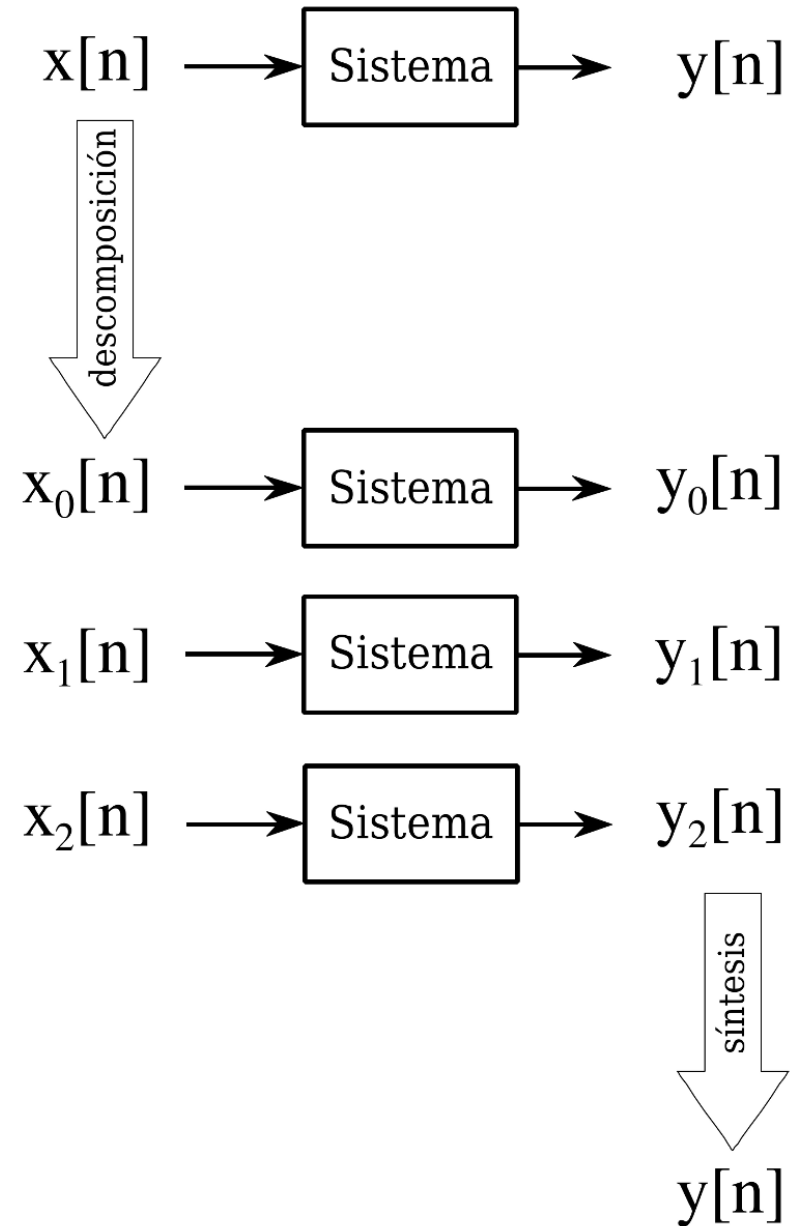 x[n] Sistema y[n]
descomposición
x₀[n] Sistema y₀[n]
x₁[n] Sistema y₁[n]
x₂[n] Sistema y₂[n]
síntesis
y[n]